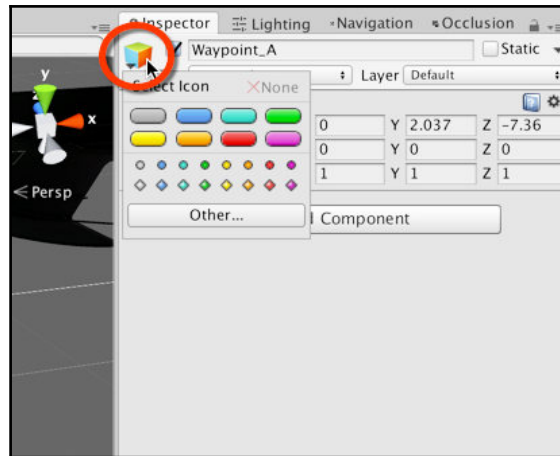 Inspector Lighting Navigation Occlusion
Waypoint_A Static
Layer Default
Select Icon None
0 Y 2.037 Z -7.36
0 Y 0 Z 0
1 Y 1 Z 1
Other... Component
y
x
Persp